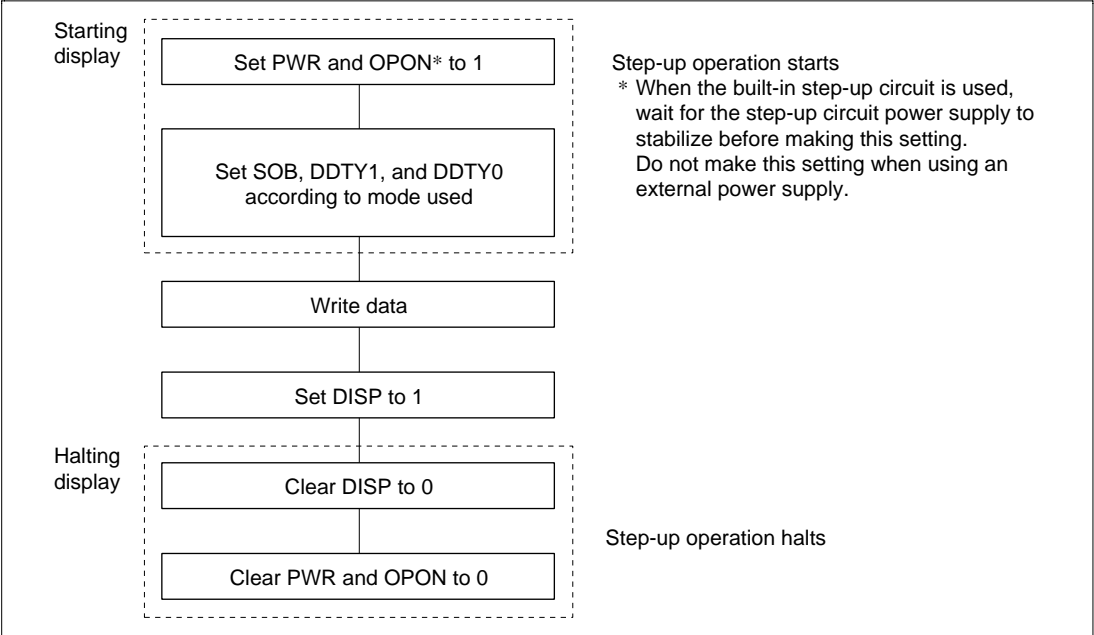 Starting
display
Set PWR and OPON* to 1
Step-up operation starts
* When the built-in step-up circuit is used,
wait for the step-up circuit power supply to
stabilize before making this setting.
Do not make this setting when using an
external power supply.
Set SOB, DDTY1, and DDTY0
according to mode used
Write data
Set DISP to 1
Halting
display
Clear DISP to 0
Step-up operation halts
Clear PWR and OPON to 0